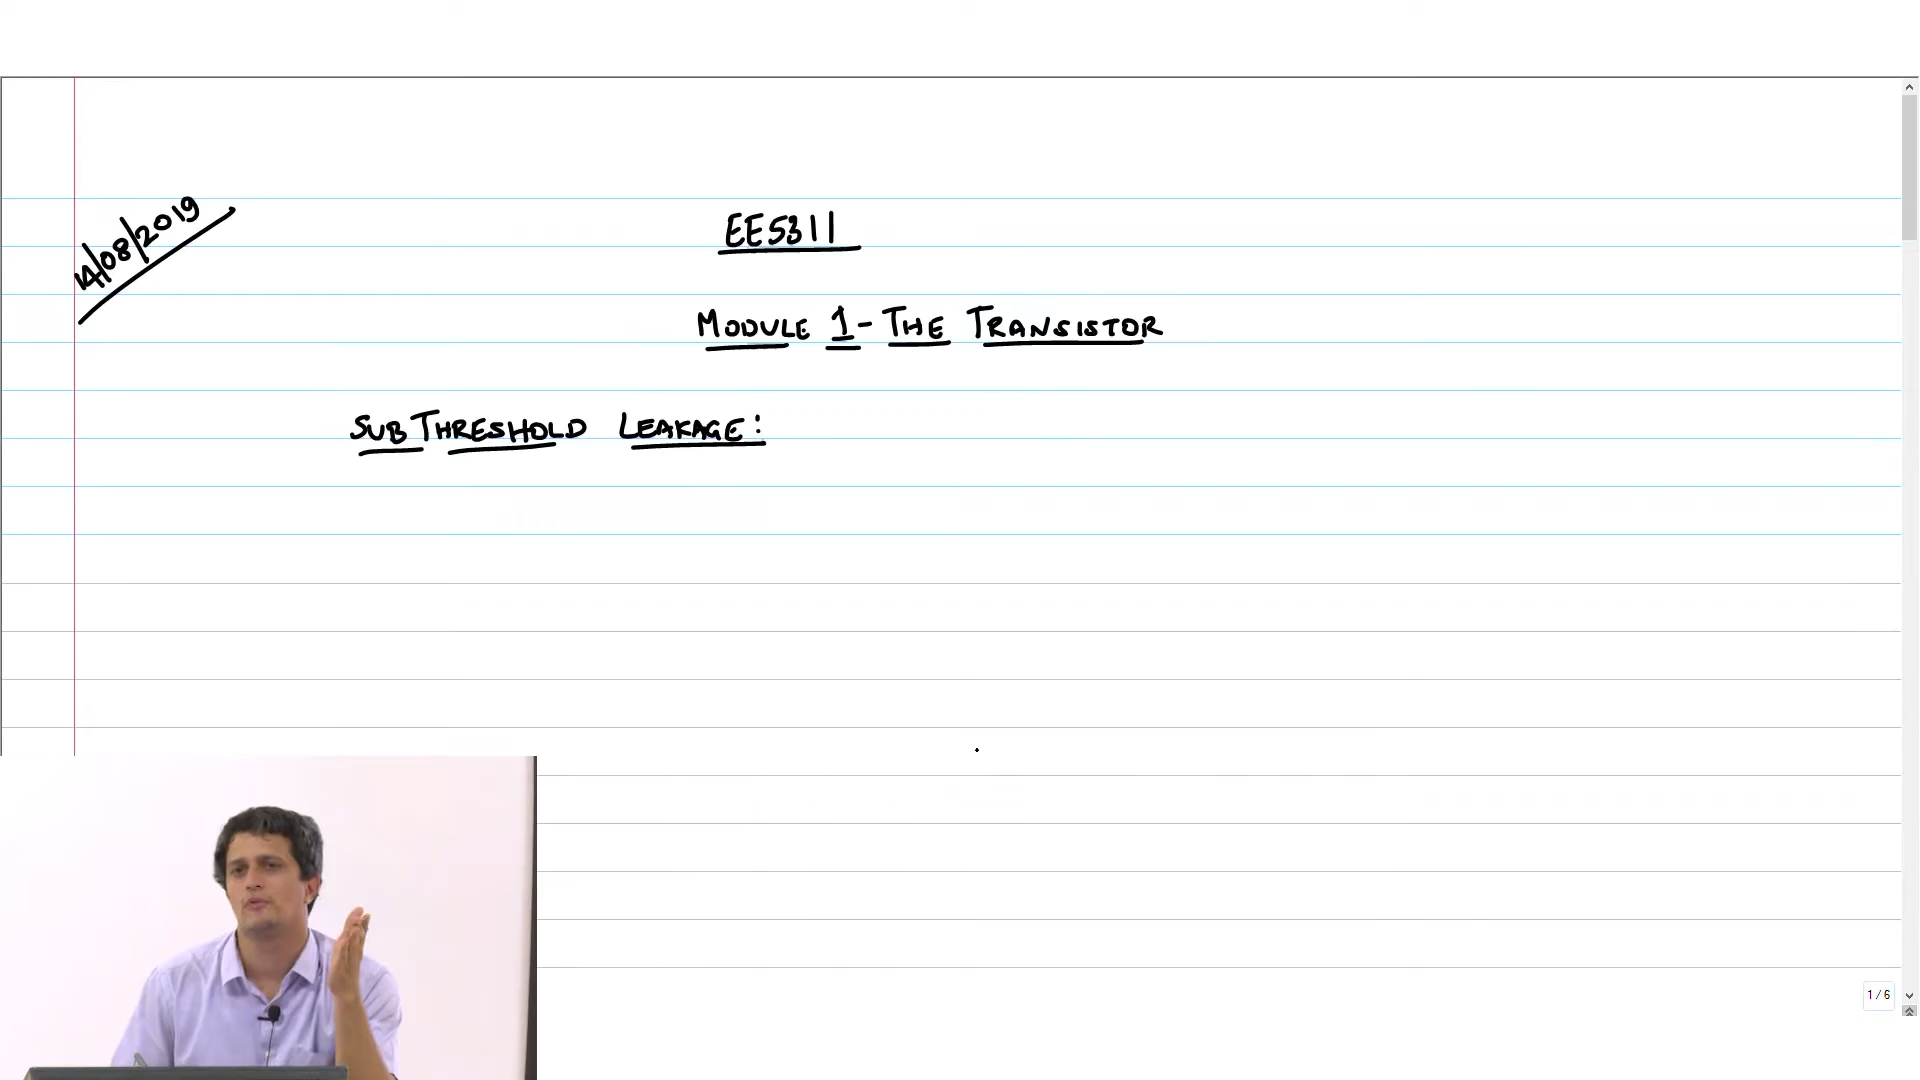 14/08/2019
EE5311
MODULE 1 - THE TRANSISTOR
SUBTHRESHOLD LEAKAGE:
1 / 6